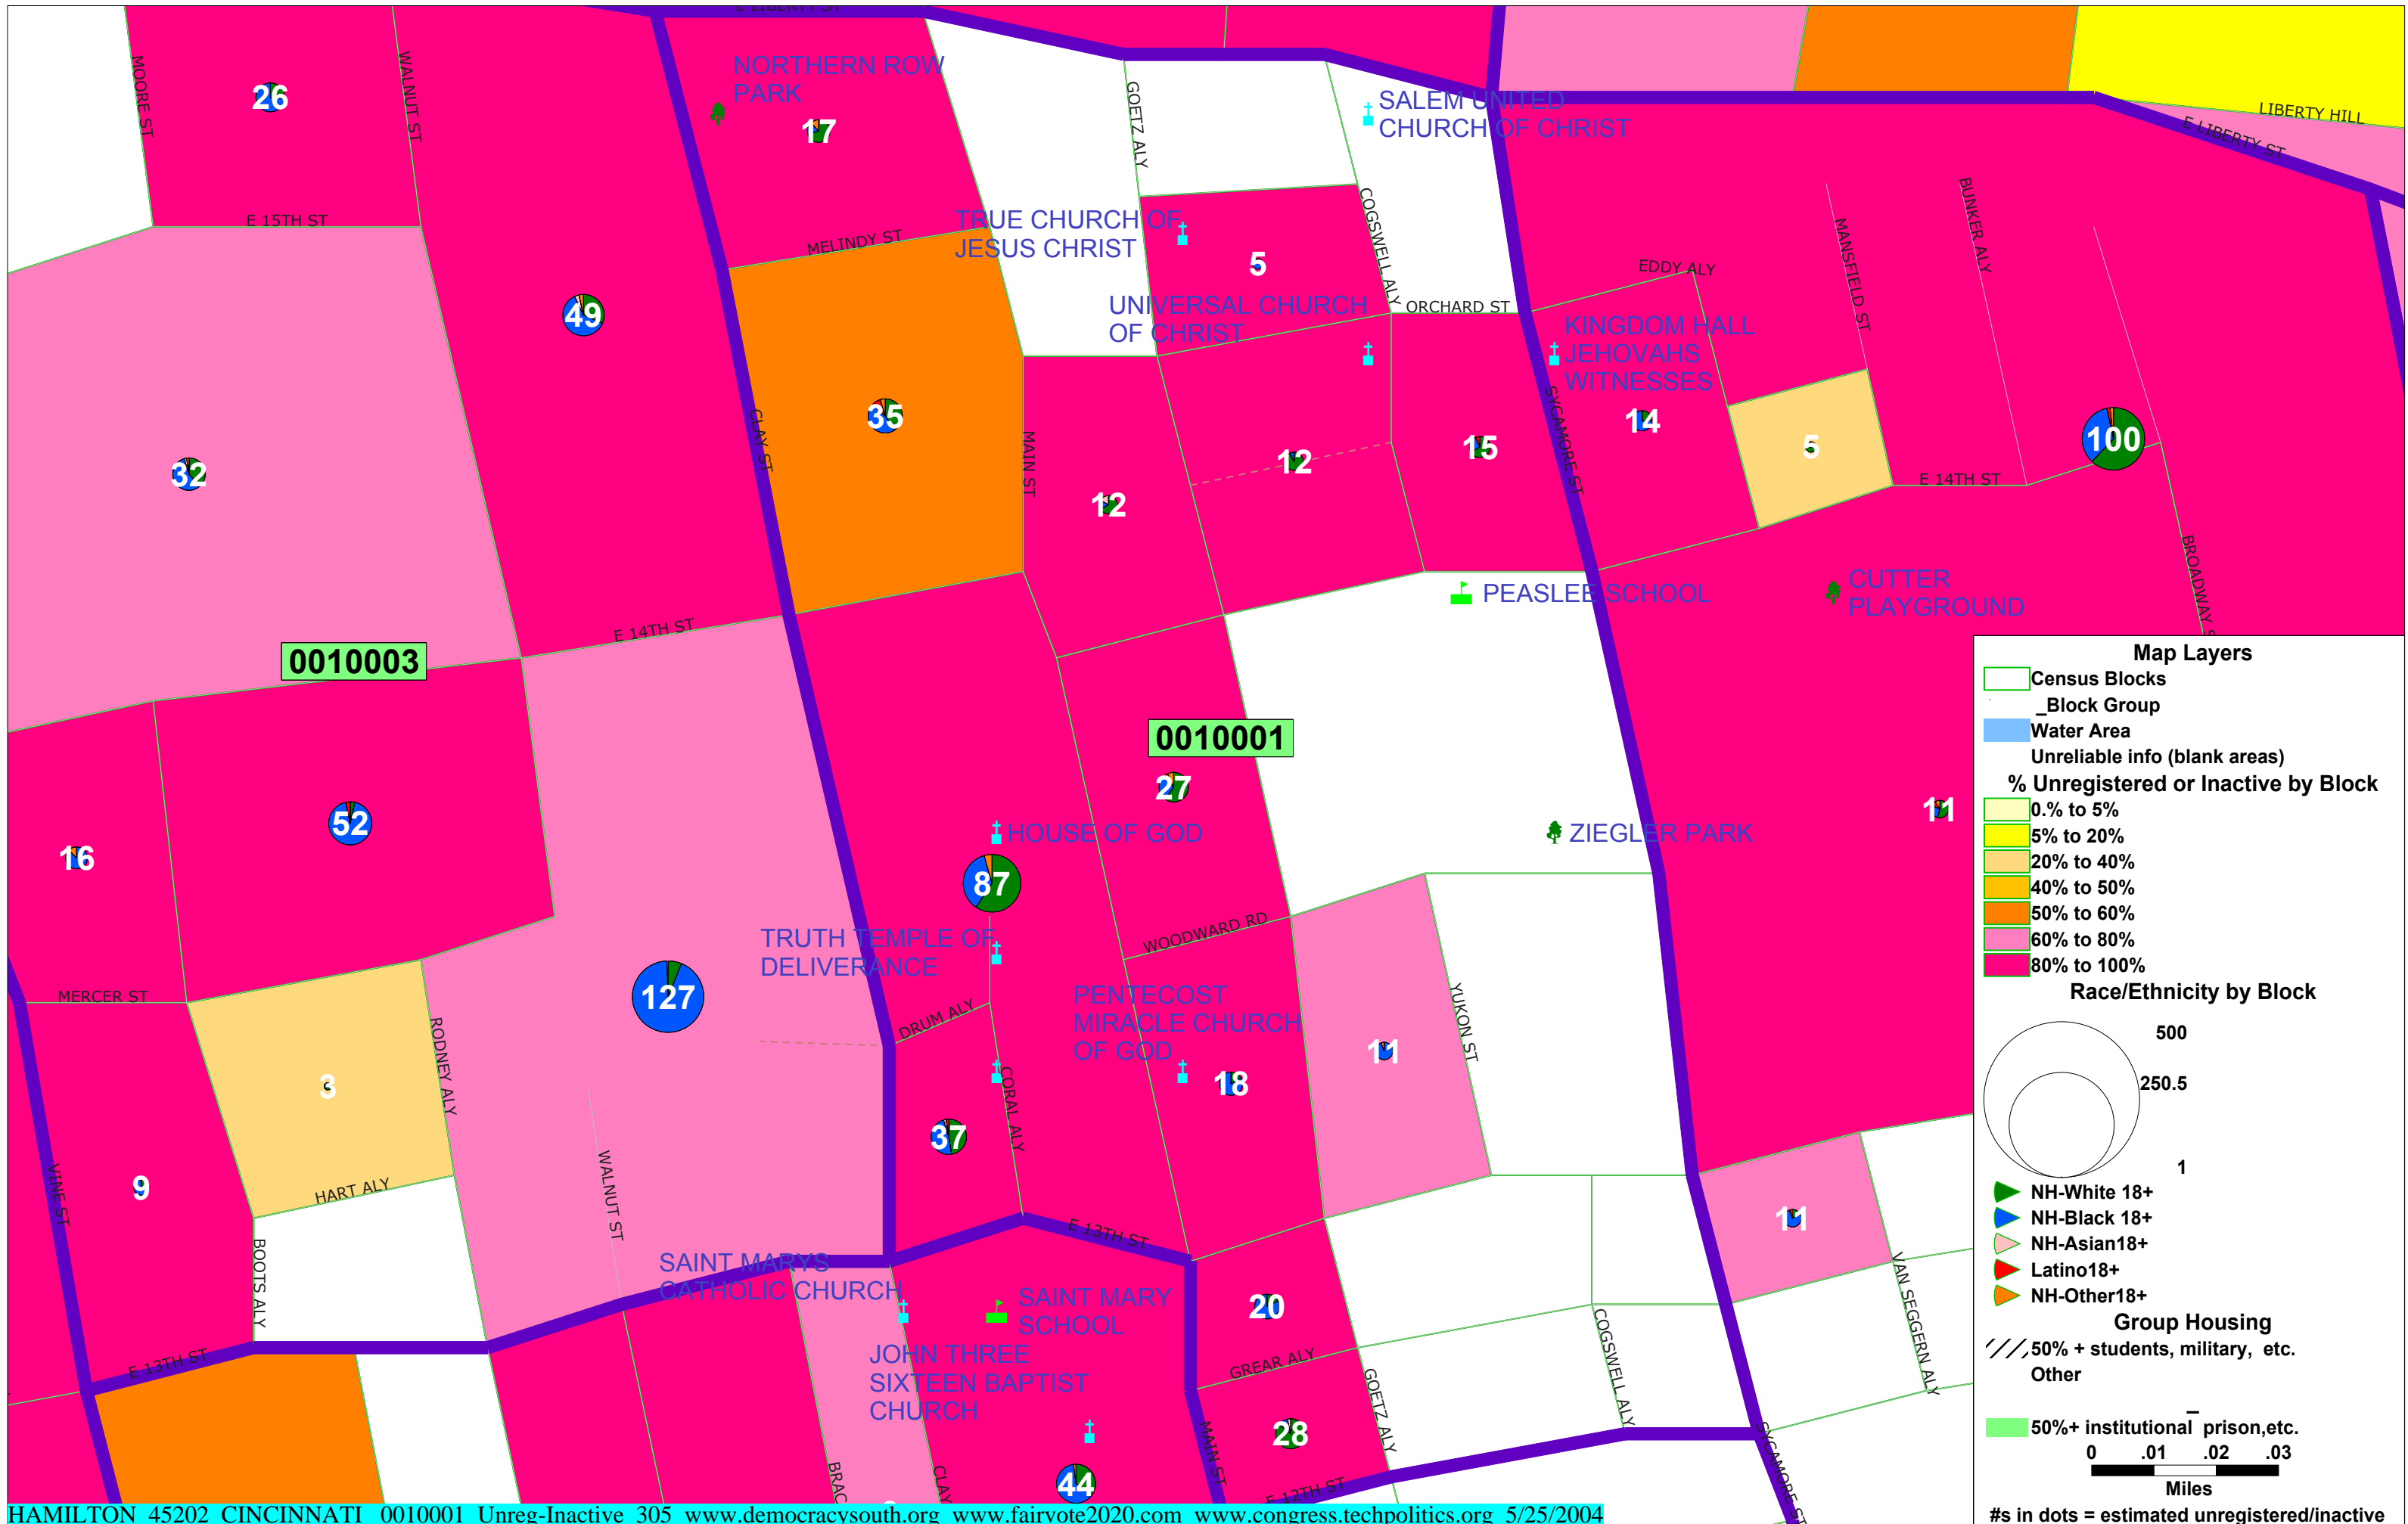 E LIBERTY ST
MOORE ST
WALNUT ST
26
NORTHERN ROW
PARK
17
GOETZ ALY
SALEM UNITED
CHURCH OF CHRIST
LIBERTY HILL
E LIBERTY ST
E 15TH ST
MELINDY ST
TRUE CHURCH OF
JESUS CHRIST
5
COGSWELL ALY
MANSFIELD ST
BUNKER ALY
EDDY ALY
49
UNIVERSAL CHURCH
OF CHRIST
ORCHARD ST
KINGDOM HALL
JEHOVAHS
WITNESSES
32
CLAY ST
35
MAIN ST
12
12
15
SYCAMORE ST
14
5
100
E 14TH ST
E 14TH ST
PEASLEE SCHOOL
CUTTER
PLAYGROUND
BROADWAY S
0010003
0010001
27
52
16
HOUSE OF GOD
87
ZIEGLER PARK
11
WOODWARD RD
TRUTH TEMPLE OF
DELIVERANCE
MERCER ST
127
PENTECOST
MIRACLE CHURCH
OF GOD
DRUM ALY
YUKON ST
RODNEY ALY
3
CORAL ALY
18
11
37
9
VINE ST
HART ALY
WALNUT ST
BOOTS ALY
E 13TH ST
11
SAINT MARYS
CATHOLIC CHURCH
SAINT MARY
SCHOOL
20
VAN SEGGERN ALY
JOHN THREE
SIXTEEN BAPTIST
CHURCH
E 13TH ST
GREAR ALY
GOETZ ALY
COGSWELL ALY
28
MAIN ST
SYCAMORE ST
44
BRAC
CLAY
E 12TH ST
Map Layers
Census Blocks
_Block Group
Water Area
Unreliable info (blank areas)
% Unregistered or Inactive by Block
0.% to 5%
5% to 20%
20% to 40%
40% to 50%
50% to 60%
60% to 80%
80% to 100%
Race/Ethnicity by Block
500
250.5
1
NH-White 18+
NH-Black 18+
NH-Asian18+
Latino18+
NH-Other18+
Group Housing
50% + students, military, etc.
Other
50%+ institutional_prison,etc.
0 .01 .02 .03
Miles
#s in dots = estimated unregistered/inactive
HAMILTON 45202 CINCINNATI 0010001 Unreg-Inactive 305 www.democracysouth.org www.fairvote2020.com www.congress.techpolitics.org 5/25/2004